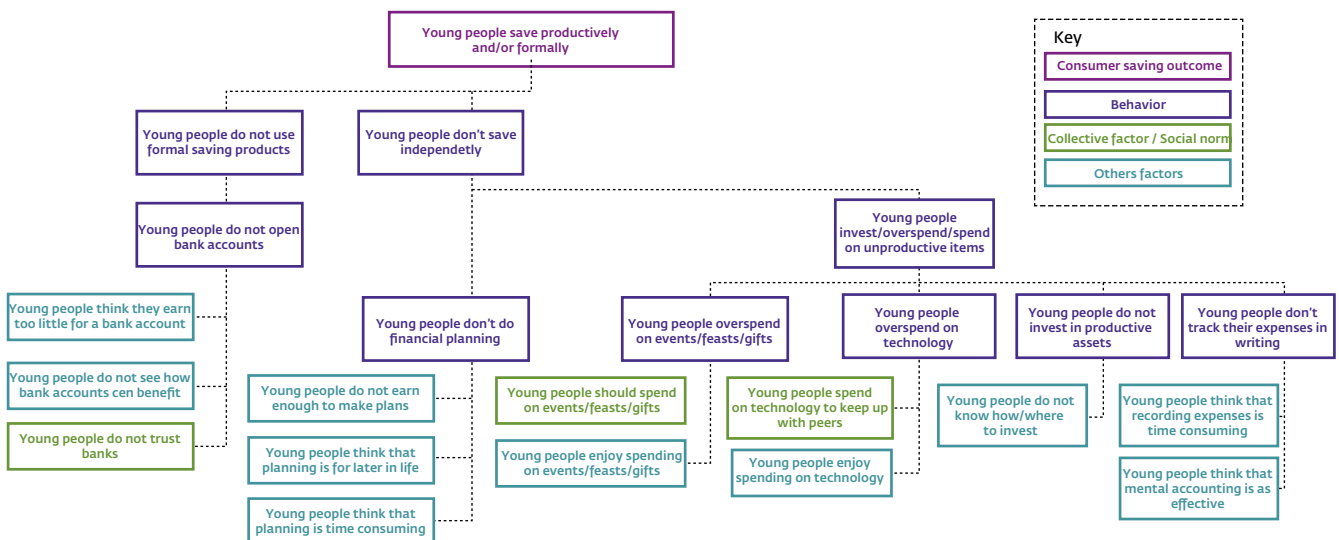 Young people save productively
and/or formally
Key
Consumer saving outcome
Behavior
Collective factor / Social norm
Others factors
Young people do not use
formal saving products
Young people don't save
independetly
Young people do not open
bank accounts
Young people
invest/overspend/spend
on unproductive items
Young people think they earn
too little for a bank account
Young people do not see how
bank accounts cen benefit
Young people do not trust
banks
Young people don't do
financial planning
Young people do not earn
enough to make plans
Young people think that
planning is for later in life
Young people think that
planning is time consuming
Young people overspend
on events/feasts/gifts
Young people should spend
on events/feasts/gifts
Young people enjoy spending
on events/feasts/gifts
Young people
overspend on
technology
Young people spend
on technology to keep up
with peers
Young people enjoy
spending on technology
Young people do not
invest in productive
assets
Young people do not
know how/where
to invest
Young people don't
track their expenses in
writing
Young people think that
recording expenses is
time consuming
Young people think that
mental accounting is as
effective